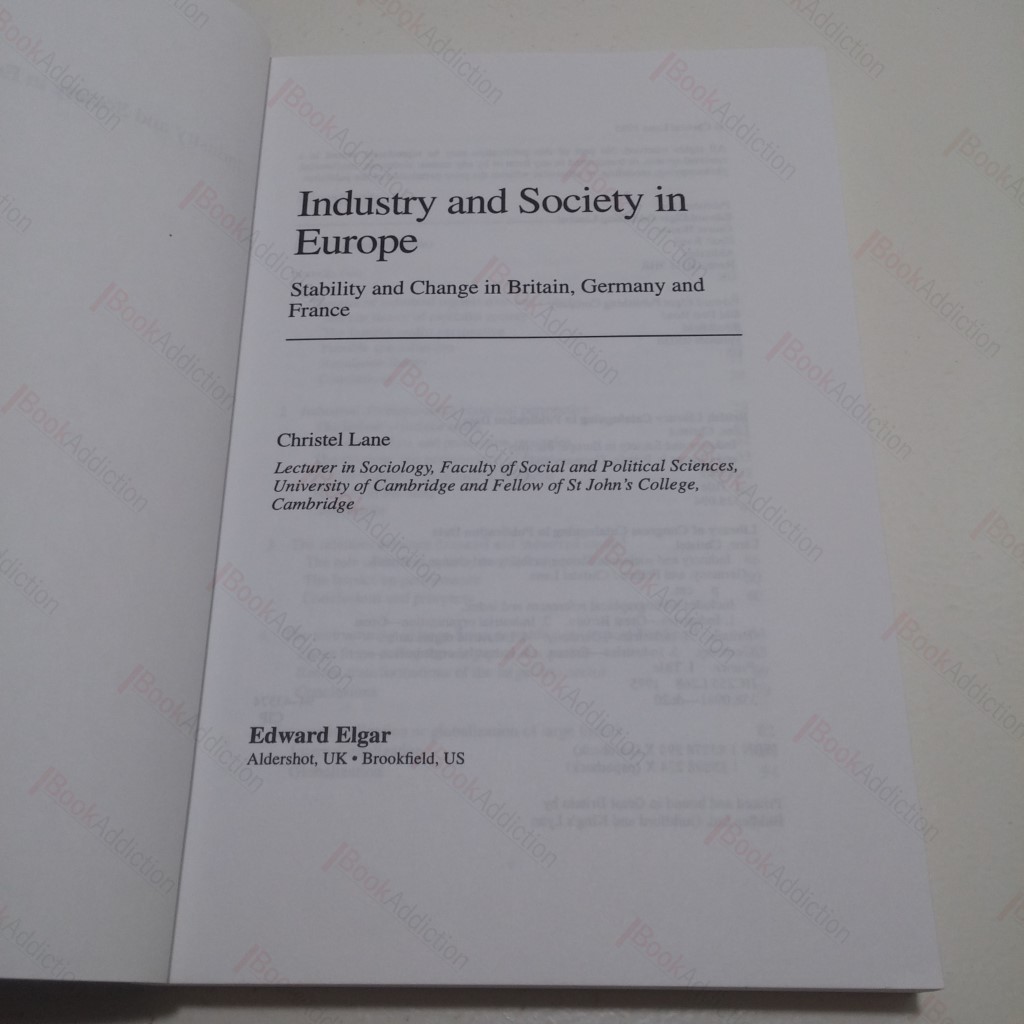 Industry and Society in
Europe
Stability and Change in Britain, Germany and
France
Christel Lane
Lecturer in Sociology, Faculty of Social and Political Sciences,
University of Cambridge and Fellow of St John's College,
Cambridge
Edward Elgar
Aldershot, UK • Brookfield, US
BookAddiction